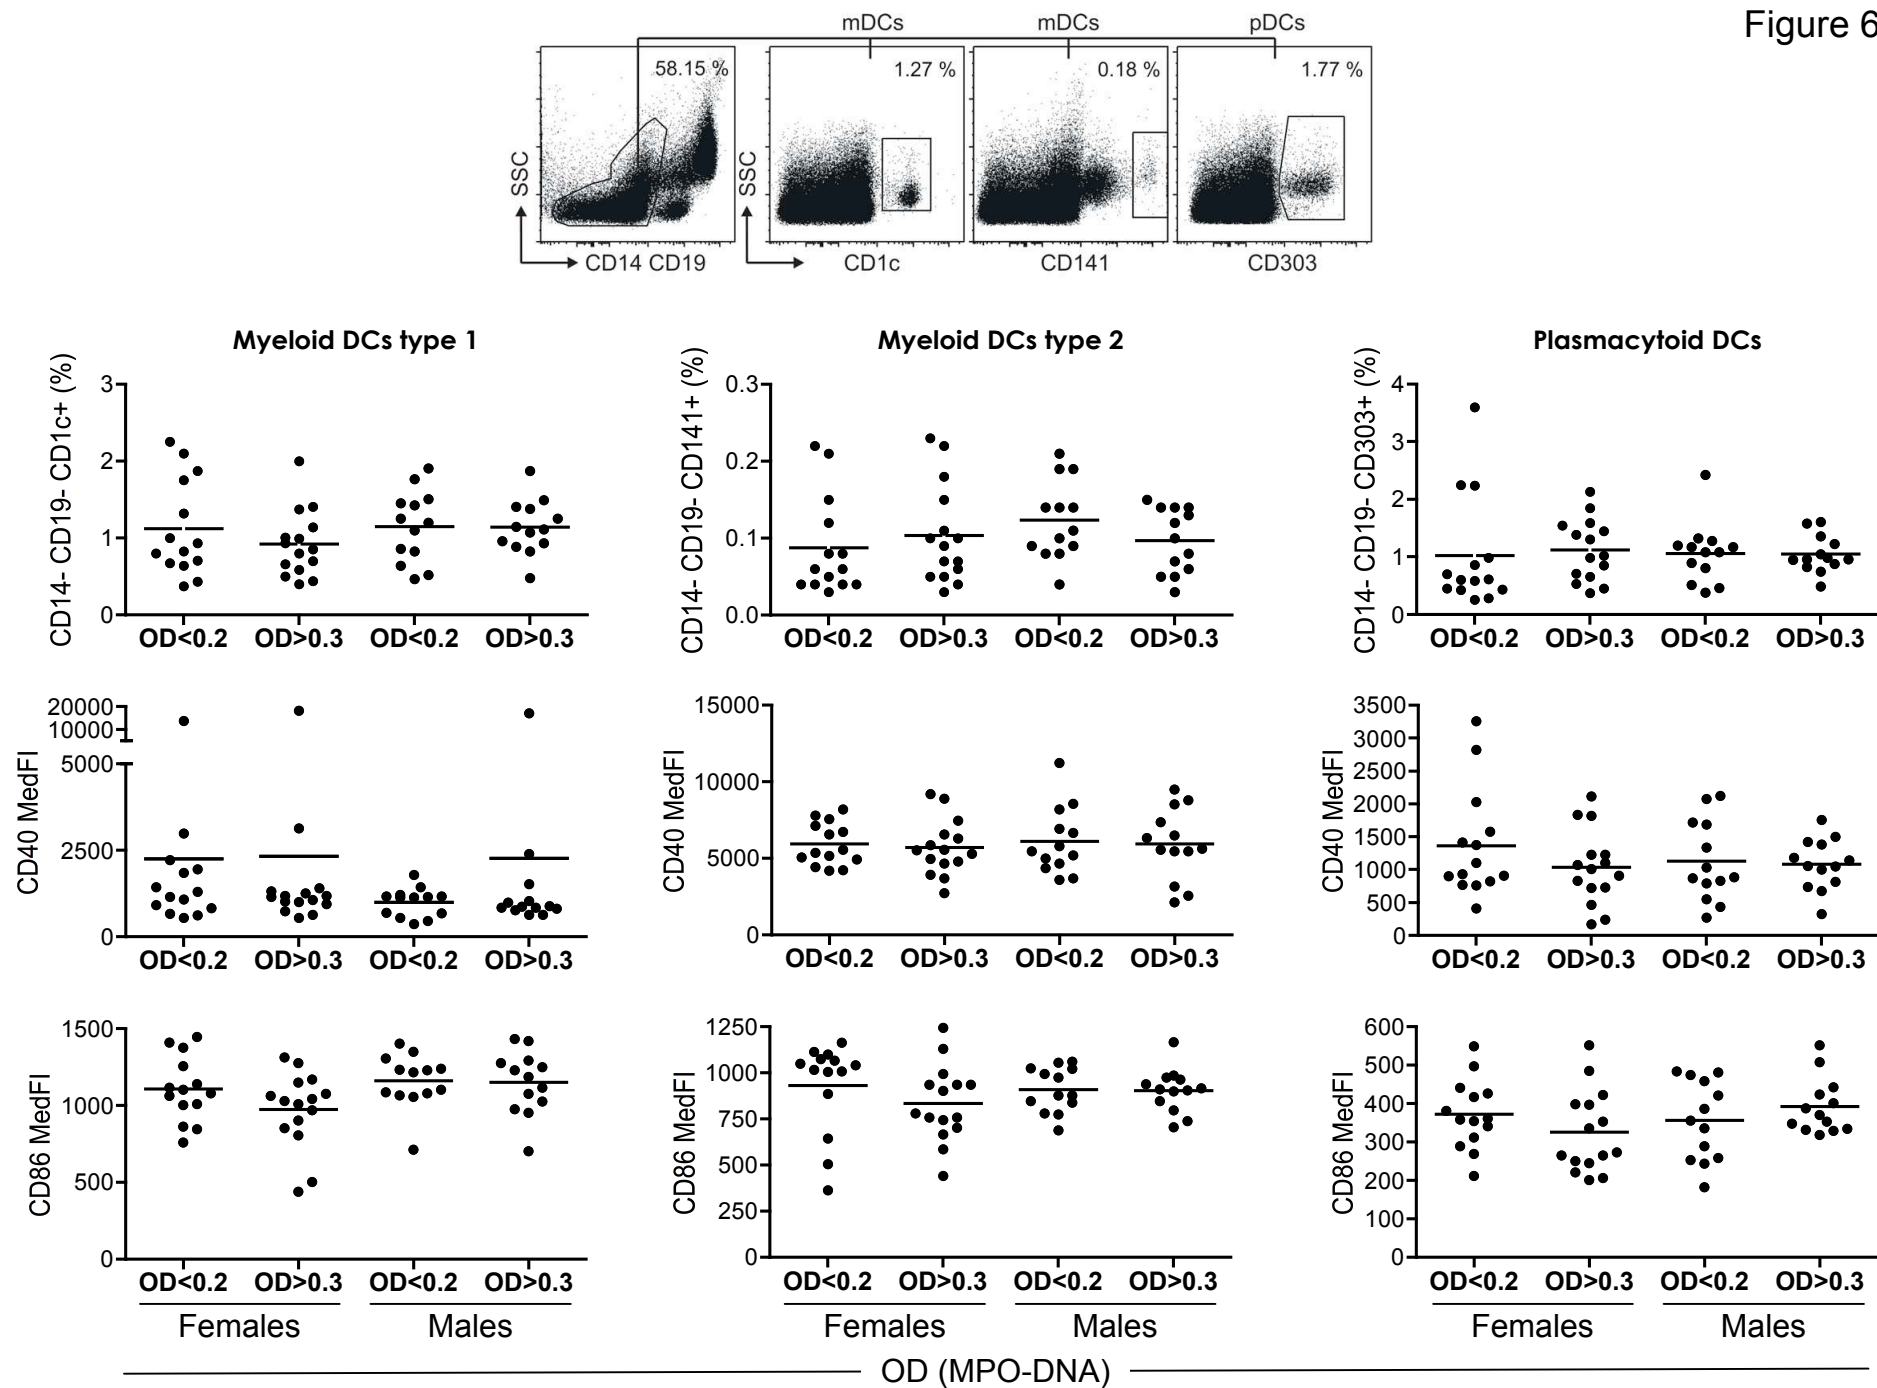 Figure 6
mDCs mDCs pDCs
58.15 % 1.27 % 0.18 % 1.77 %
SSC SSC
CD14 CD19 CD1c CD141 CD303
Myeloid DCs type 1
CD14- CD19- CD1c+ (%)
3
2
1
0
OD<0.2 OD>0.3 OD<0.2 OD>0.3
Myeloid DCs type 2
CD14- CD19- CD141+ (%)
0.3
0.2
0.1
0.0
OD<0.2 OD>0.3 OD<0.2 OD>0.3
Plasmacytoid DCs
CD14- CD19- CD303+ (%)
4
3
2
1
0
OD<0.2 OD>0.3 OD<0.2 OD>0.3
CD40 MedFI
20000
10000
5000
2500
0
OD<0.2 OD>0.3 OD<0.2 OD>0.3
CD40 MedFI
15000
10000
5000
0
OD<0.2 OD>0.3 OD<0.2 OD>0.3
CD40 MedFI
3500
3000
2500
2000
1500
1000
500
0
OD<0.2 OD>0.3 OD<0.2 OD>0.3
CD86 MedFI
1500
1000
500
0
OD<0.2 OD>0.3 OD<0.2 OD>0.3
Females Males
CD86 MedFI
1250
1000
750
500
250
0
OD<0.2 OD>0.3 OD<0.2 OD>0.3
Females Males
CD86 MedFI
600
500
400
300
200
100
0
OD<0.2 OD>0.3 OD<0.2 OD>0.3
Females Males
OD (MPO-DNA)